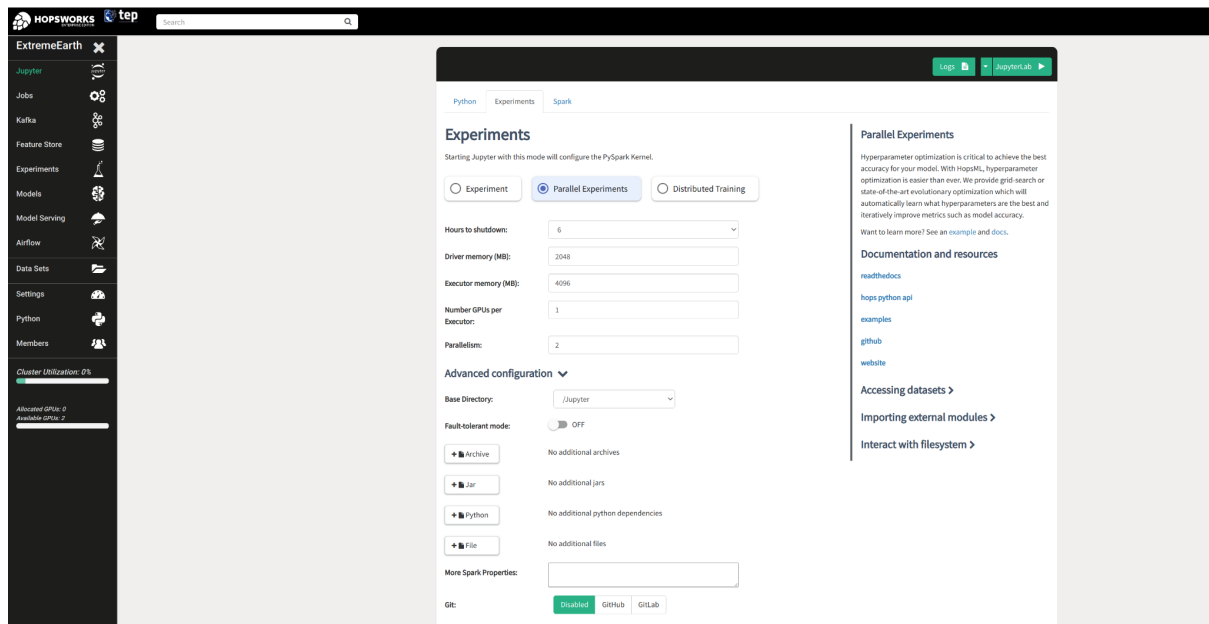 HOPSWORKS
ENTERPRISE EDITION
tep
Search
ExtremeEarth
Jupyter
Jobs
Kafka
Feature Store
Experiments
Models
Model Serving
Airflow
Data Sets
Settings
Python
Members
Cluster Utilization: 0%
Allocated GPUs: 0
Available GPUs: 2
Logs
JupyterLab
Python Experiments Spark
Experiments
Starting Jupyter with this mode will configure the PySpark Kernel.
Experiment Parallel Experiments Distributed Training
Hours to shutdown: 6
Driver memory (MB): 2048
Executor memory (MB): 4096
Number GPUs per
Executor: 1
Parallelism: 2
Advanced configuration
Base Directory: /Jupyter
Fault-tolerant mode: OFF
+ Archive No additional archives
+ Jar No additional jars
+ Python No additional python dependencies
+ File No additional files
More Spark Properties:
Git: Disabled GitHub GitLab
Parallel Experiments
Hyperparameter optimization is critical to achieve the best
accuracy for your model. With HopsML, hyperparameter
optimization is easier than ever. We provide grid-search or
state-of-the-art evolutionary optimization which will
automatically learn what hyperparameters are the best and
iteratively improve metrics such as model accuracy.
Want to learn more? See an example and docs.
Documentation and resources
readthedocs
hops python api
examples
github
website
Accessing datasets >
Importing external modules >
Interact with filesystem >